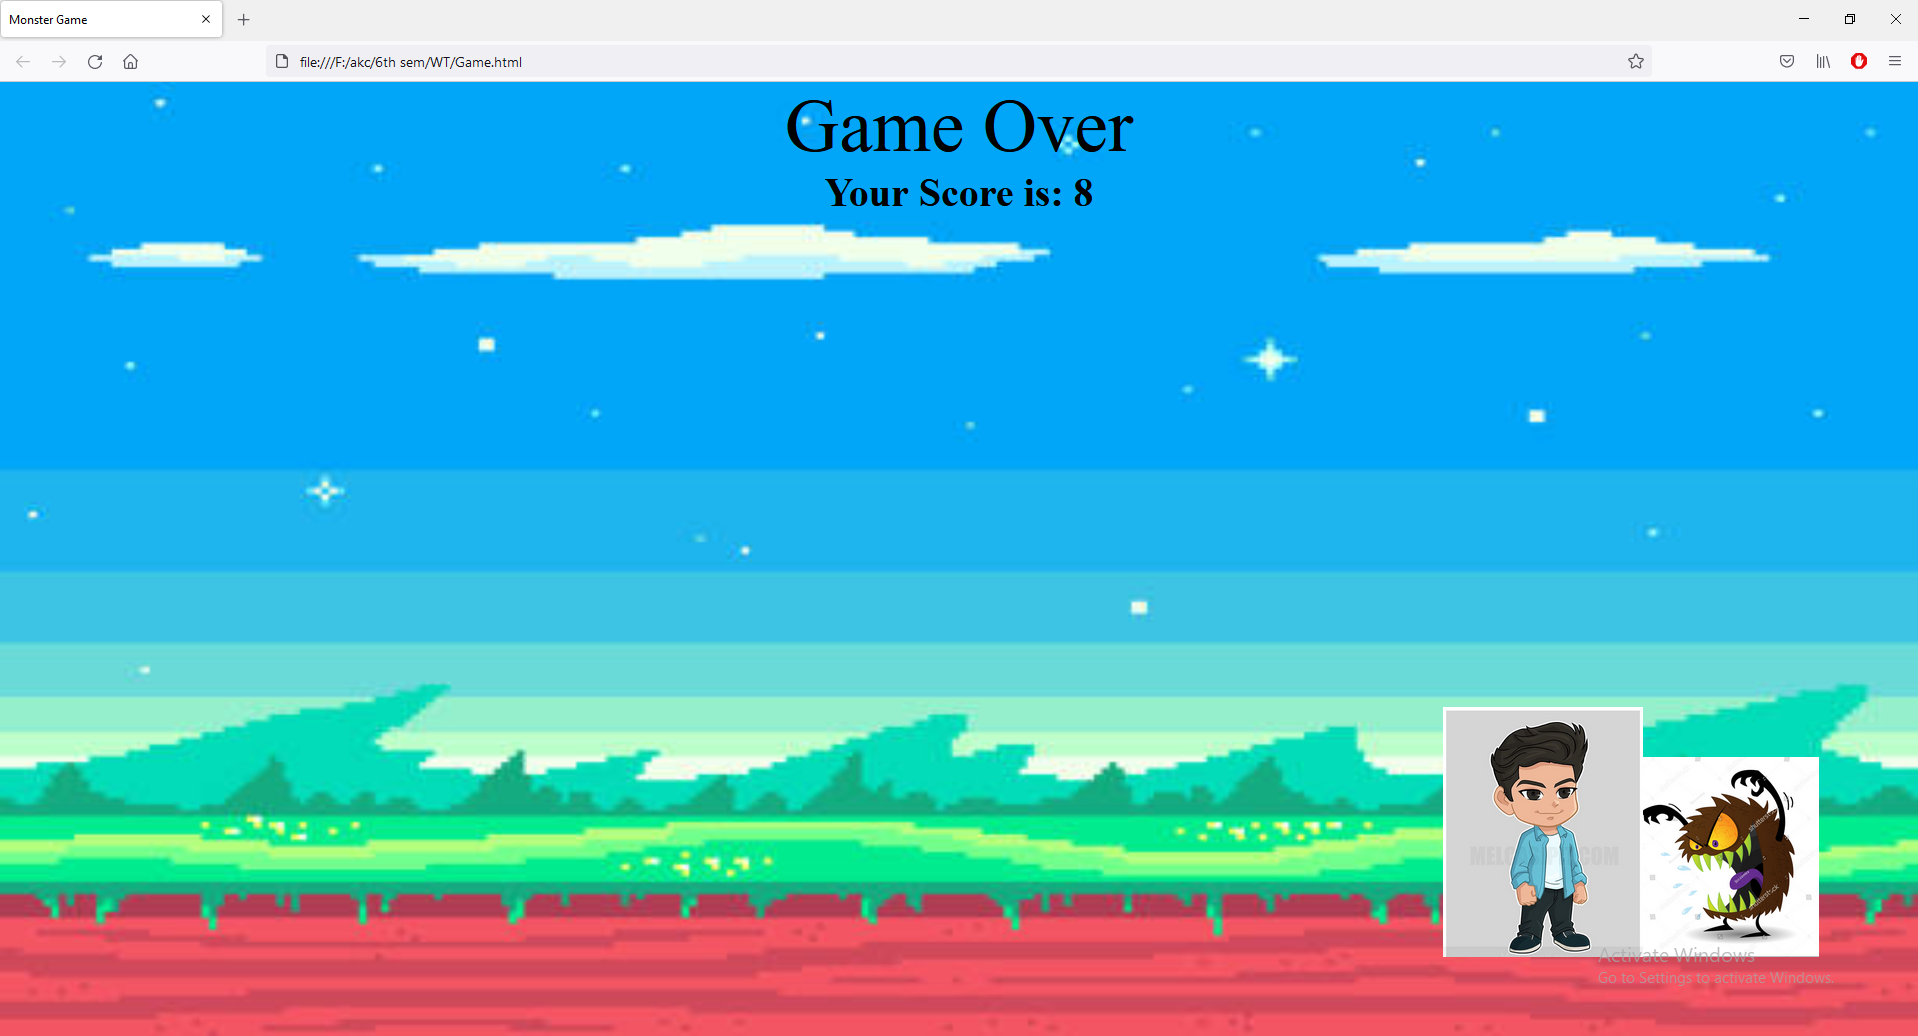 Monster Game
file:///F:/akc/6th sem/WT/Game.html
Game Over
Your Score is: 8
shutterstock
Activate Windows
Go to Settings to activate Windows.